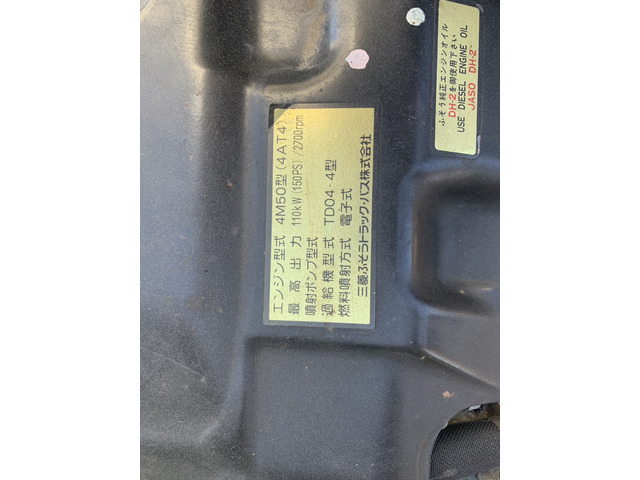 エンジン型式 4M50型(4AT4)
最高出力 110kW(150PS)/2700rpm
噴射ポンプ型式
過給機型式 TD04・4型
燃料噴射方式 電子式
三菱ふそうトラック・バス株式会社
ふそう純正エンジンオイル
DH-2を御使用下さい
USE DIESEL ENGINE OIL
JASO DH-2